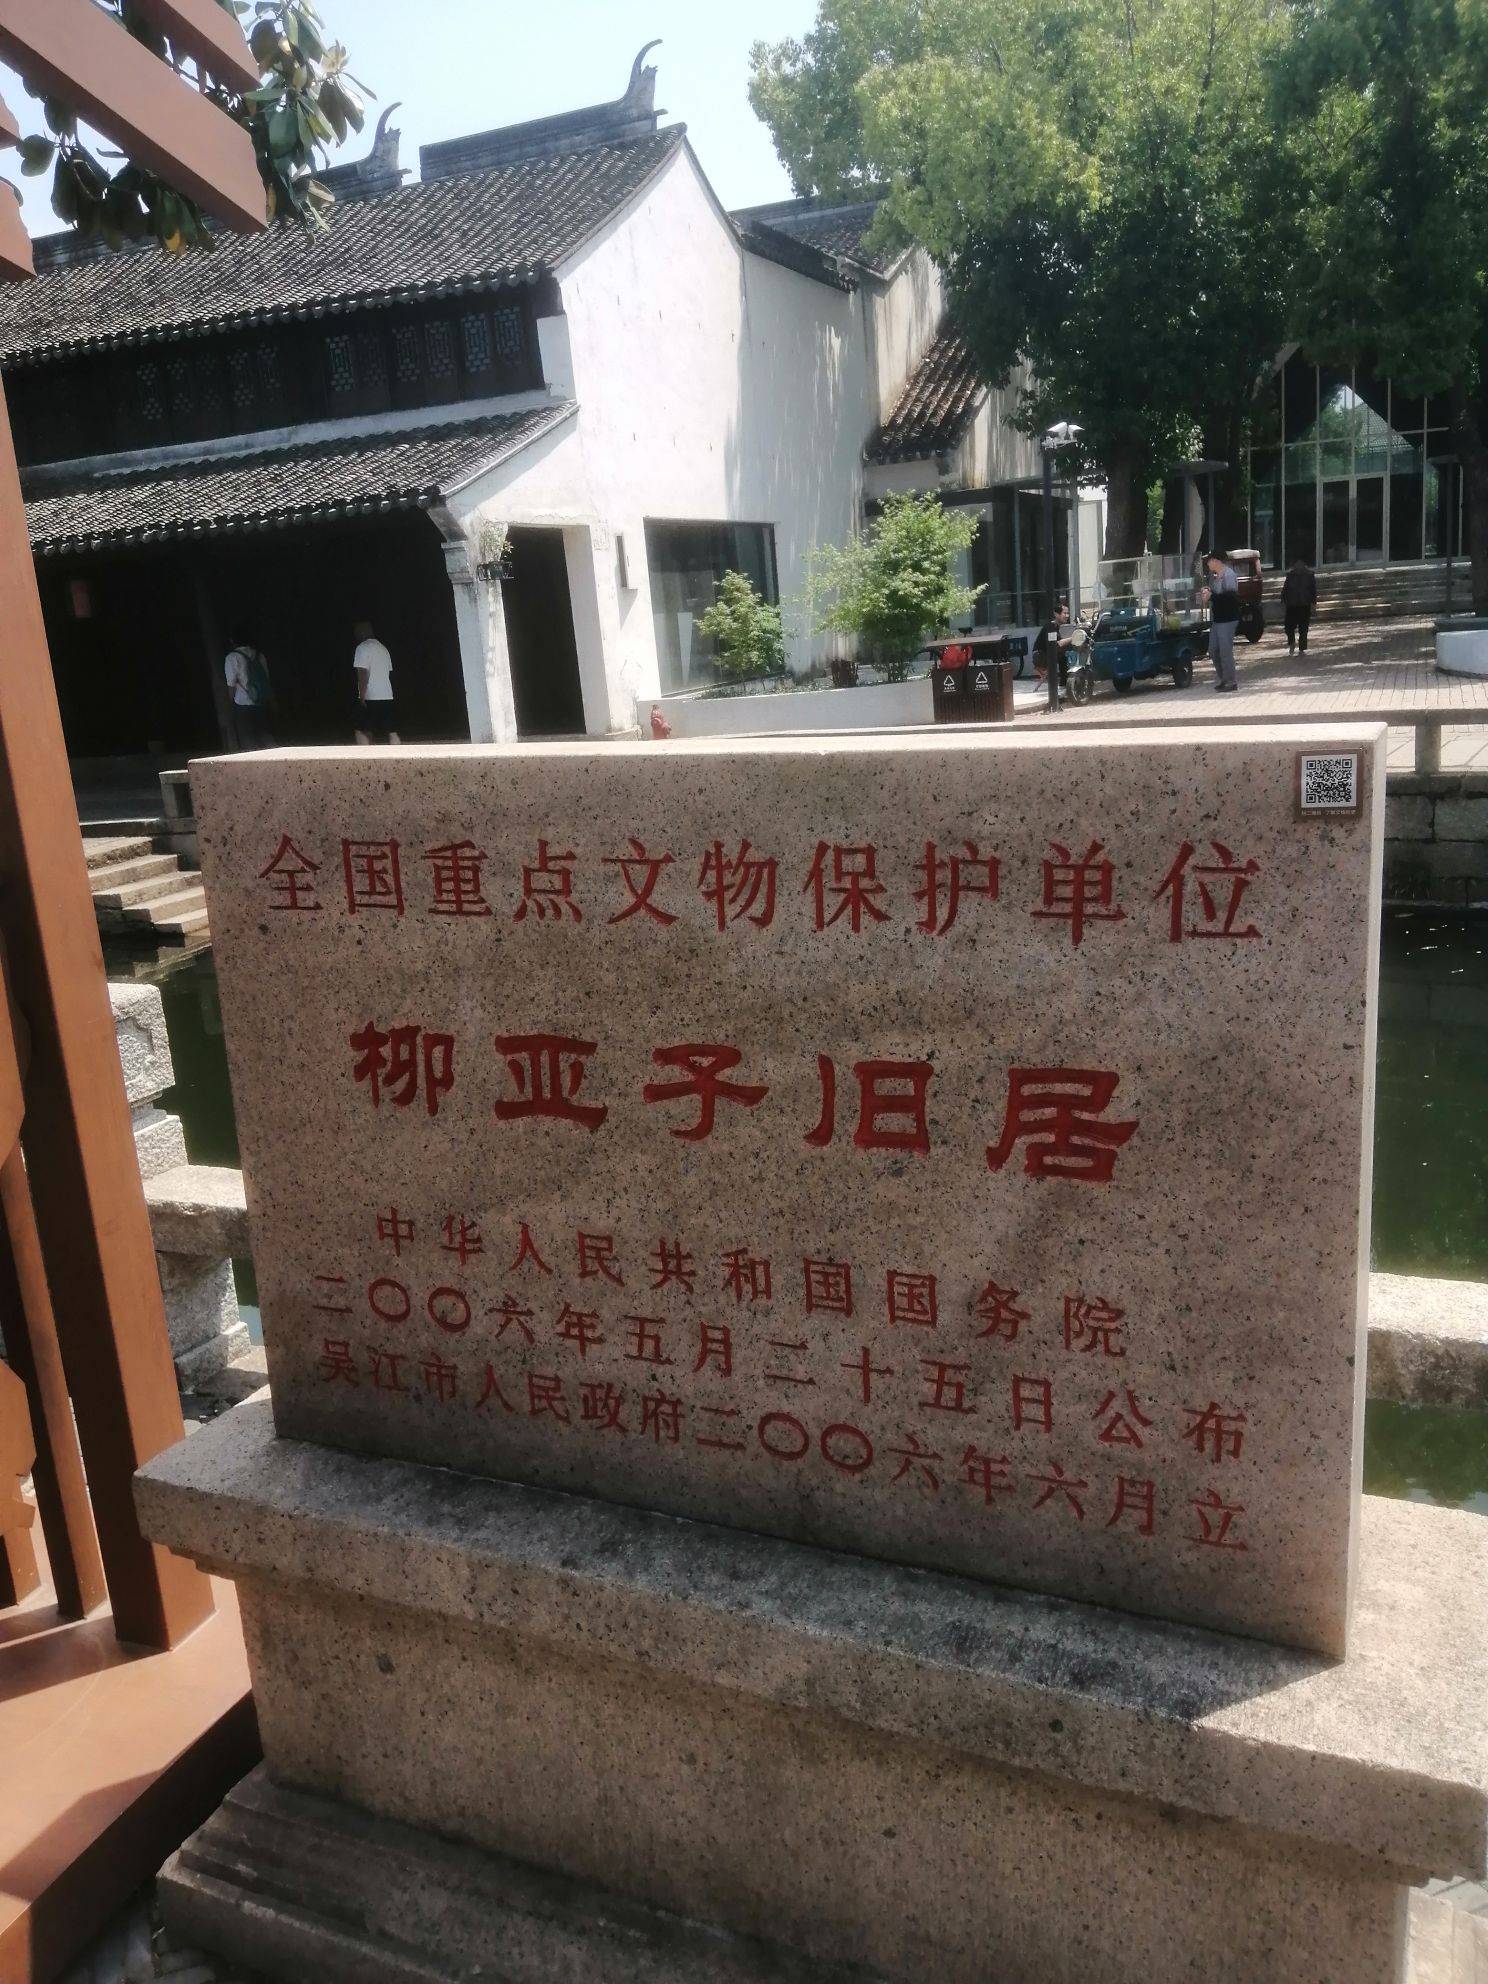 全国重点文物保护单位
柳亚子旧居
中华人民共和国国务院
二〇〇六年五月二十五日公布
吴江市人民政府二〇〇六年六月立